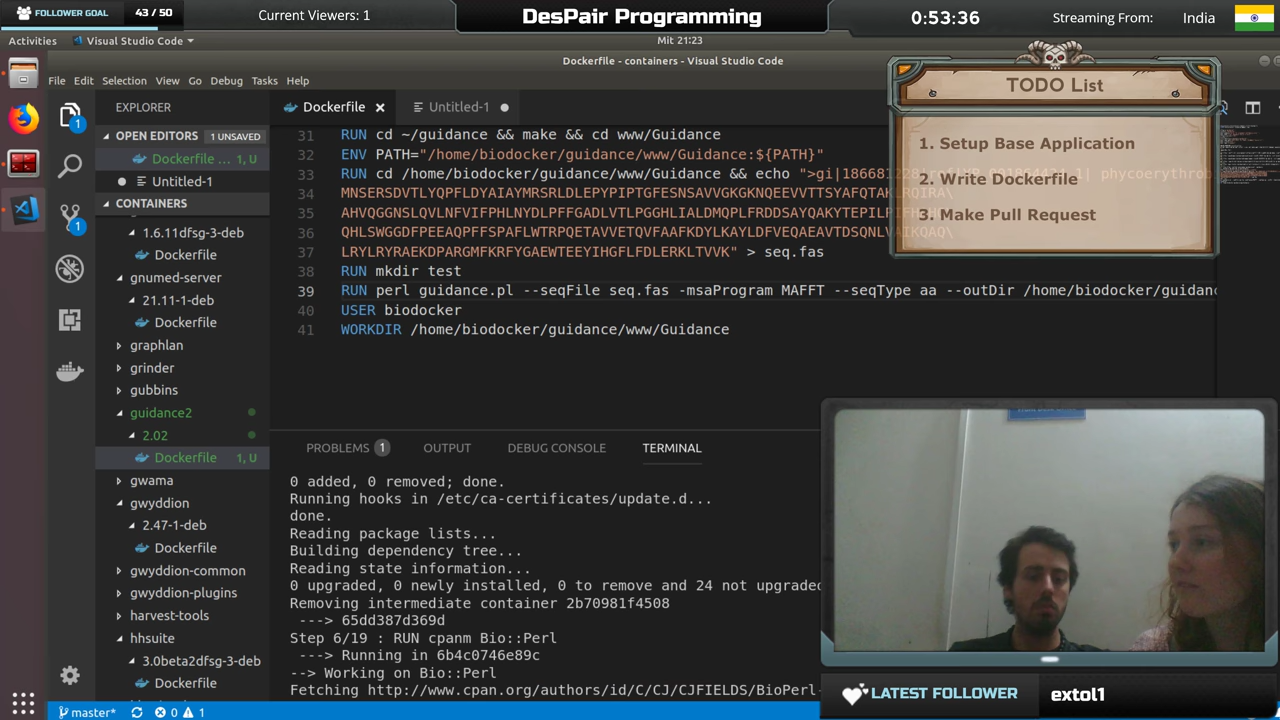 FOLLOWER GOAL 43 / 50 Current Viewers: 1 DesPair Programming 0:53:36 Streaming From: India
Activities Visual Studio Code Mit 21:23
Dockerfile - containers - Visual Studio Code
File Edit Selection View Go Debug Tasks Help
TODO List
1. Setup Base Application
2. Write Dockerfile
3. Make Pull Request
EXPLORER
OPEN EDITORS 1 UNSAVED
Dockerfile ... 1, U
Untitled-1
CONTAINERS
1.6.11dfsg-3-deb
Dockerfile
gnumed-server
21.11-1-deb
Dockerfile
graphlan
grinder
gubbins
guidance2
2.02
Dockerfile 1, U
gwama
gwyddion
2.47-1-deb
Dockerfile
gwyddion-common
gwyddion-plugins
harvest-tools
hhsuite
3.0beta2dfsg-3-deb
Dockerfile
Dockerfile Untitled-1
31 RUN cd ~/guidance && make && cd www/Guidance
32 ENV PATH="/home/biodocker/guidance/www/Guidance:${PATH}"
33 RUN cd /home/biodocker/guidance/www/Guidance && echo ">gi|186681228| phycoerythrob
34 MNSERSDVTLYQPFLDYAIAYMRSRLDLEPYPIPTGFESNSAVVGKGKNQEEVVTTSYAFQTAKLRQIRA\
35 AHVQGGNSLQVLNFVIFPHLNYDLPFFGADLVTLPGGHLIALDMQPLFRDDSAYQAKYTEPILPIFH
36 QHLSWGGDFPEEAQPFFSPAFLWTRPQETAVVETQVFAAFKDYLKAYLDFVEQAEAVTDSQNLVAIKQAQ\
37 LRYLRYRAEKDPARGMFKRFYGAEWTEEYIHGFLFDLERKLTVVK" > seq.fas
38 RUN mkdir test
39 RUN perl guidance.pl --seqFile seq.fas -msaProgram MAFFT --seqType aa --outDir /home/biodocker/guidanc
40 USER biodocker
41 WORKDIR /home/biodocker/guidance/www/Guidance
PROBLEMS 1 OUTPUT DEBUG CONSOLE TERMINAL
0 added, 0 removed; done.
Running hooks in /etc/ca-certificates/update.d...
done.
Reading package lists...
Building dependency tree...
Reading state information...
0 upgraded, 0 newly installed, 0 to remove and 24 not upgraded
Removing intermediate container 2b70981f4508
---> 65dd387d369d
Step 6/19 : RUN cpanm Bio::Perl
---> Running in 6b4c0746e89c
--> Working on Bio::Perl
Fetching http://www.cpan.org/authors/id/C/CJ/CJFIELDS/BioPerl-
master* 0 1
LATEST FOLLOWER extol1